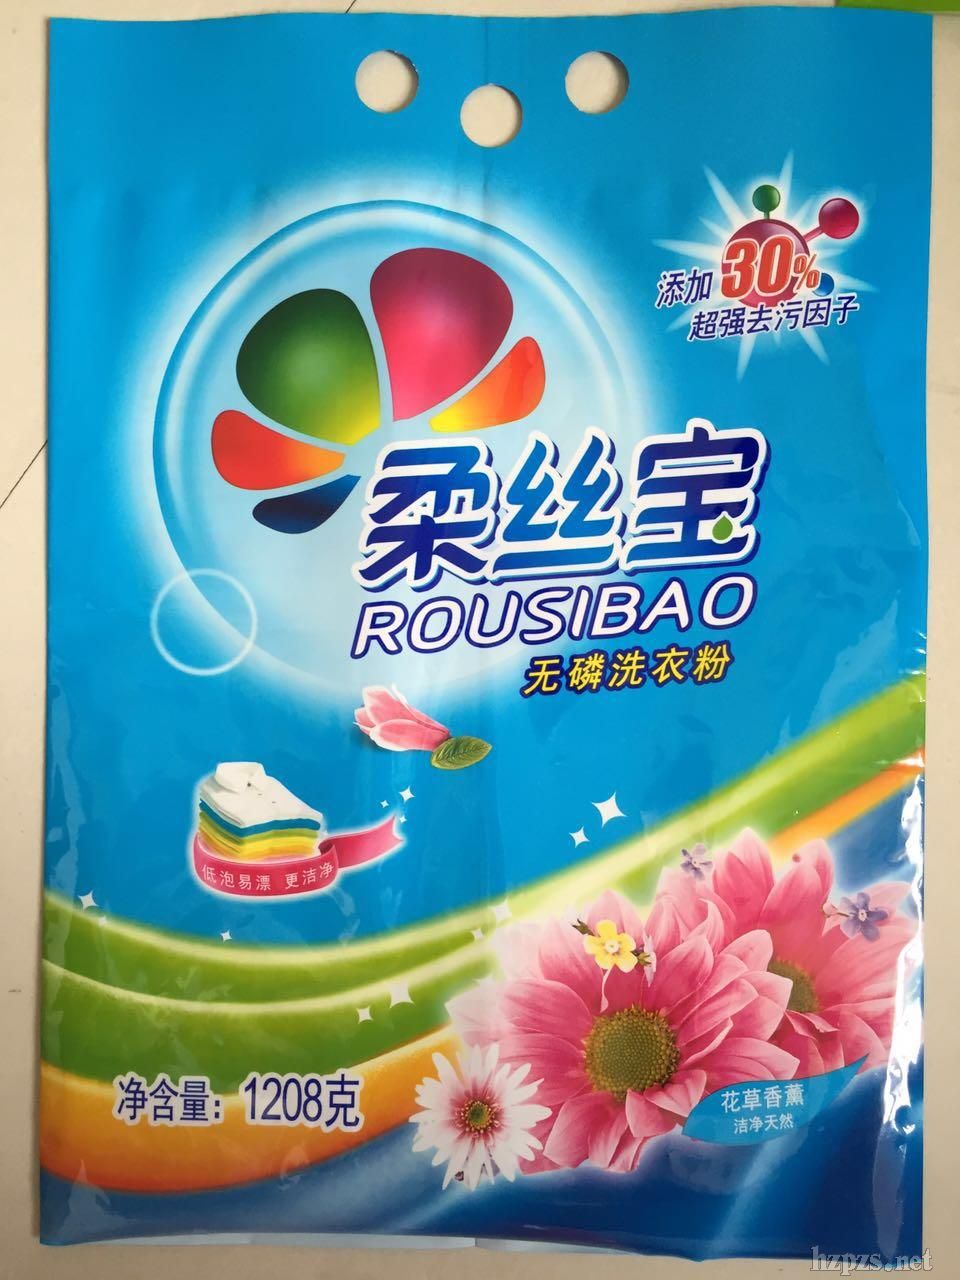 添加30%
超强去污因子
柔丝宝
ROUSIBAO
无磷洗衣粉
低泡易漂 更洁净
净含量：1208克
花草香薰
洁净天然
hzpzs.net